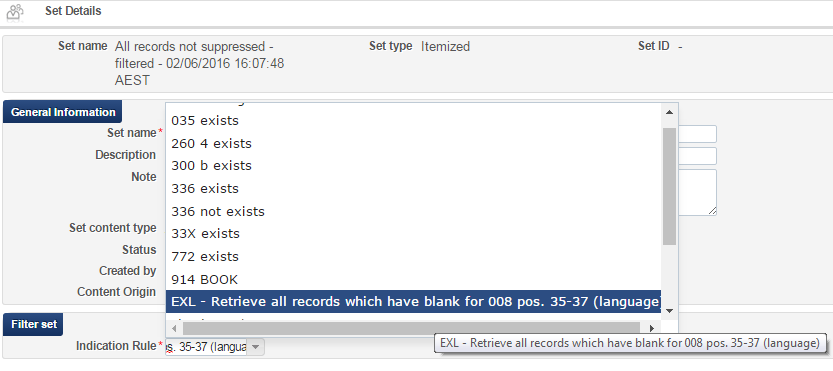 Set Details
Set name All records not suppressed - Set type Itemized Set ID -
filtered - 02/06/2016 16:07:48
AEST
General Information
Set name*
Description
Note
Set content type
Status
Created by
Content Origin
035 exists
260 4 exists
300 b exists
336 exists
336 not exists
33X exists
772 exists
914 BOOK
EXL - Retrieve all records which have blank for 008 pos. 35-37 (language)
Filter set
Indication Rule* s. 35-37 (langua
EXL - Retrieve all records which have blank for 008 pos. 35-37 (language)